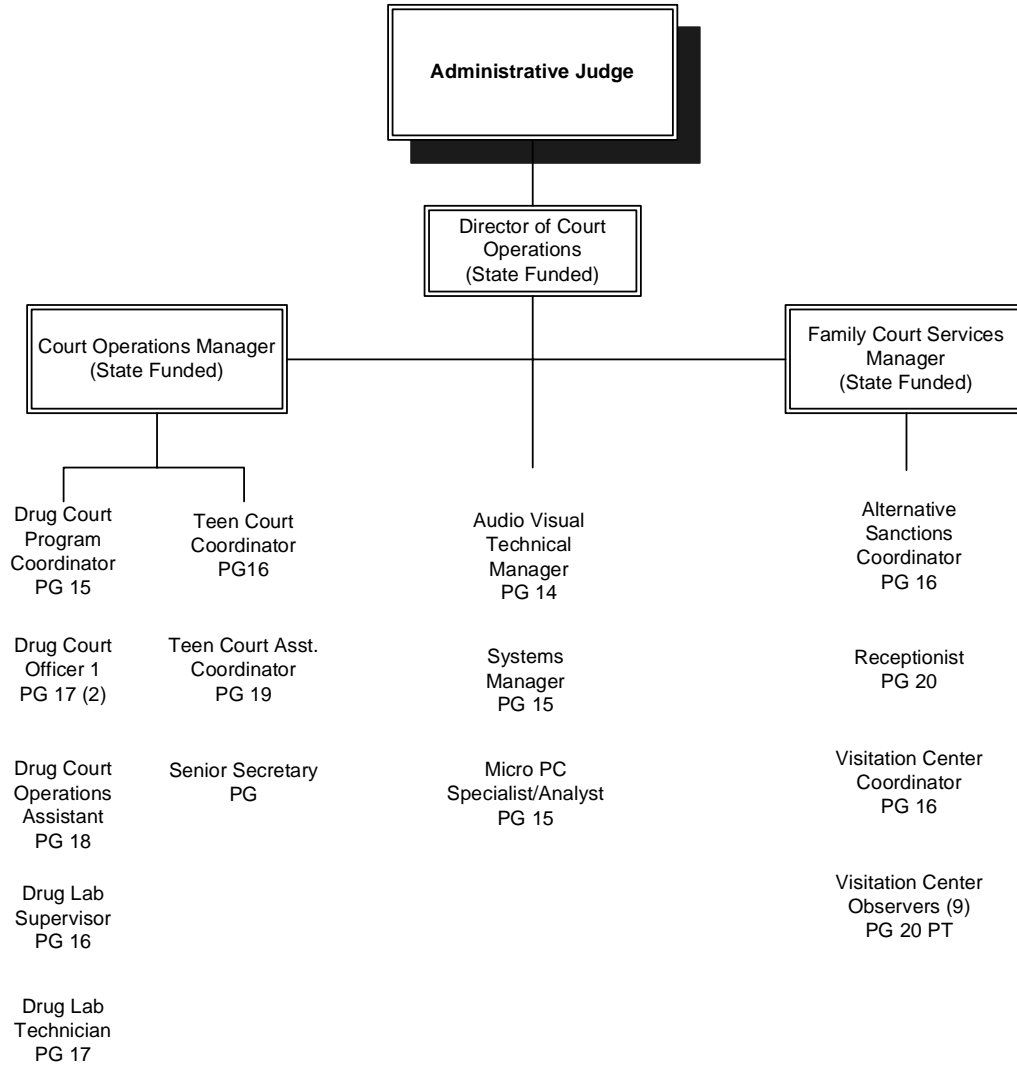 Administrative Judge
Director of Court
Operations
(State Funded)
Court Operations Manager
(State Funded)
Family Court Services
Manager
(State Funded)
Drug Court
Program
Coordinator
PG 15
Drug Court
Officer 1
PG 17 (2)
Drug Court
Operations
Assistant
PG 18
Drug Lab
Supervisor
PG 16
Drug Lab
Technician
PG 17
Teen Court
Coordinator
PG16
Teen Court Asst.
Coordinator
PG 19
Senior Secretary
PG
Audio Visual
Technical
Manager
PG 14
Systems
Manager
PG 15
Micro PC
Specialist/Analyst
PG 15
Alternative
Sanctions
Coordinator
PG 16
Receptionist
PG 20
Visitation Center
Coordinator
PG 16
Visitation Center
Observers (9)
PG 20 PT